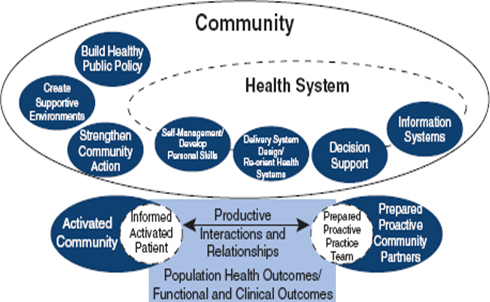 Community
Build Healthy
Public Policy
Health System
Create
Supportive
Environments
Strengthen
Community
Action
Self-Management/
Develop
Personal Skills
Delivery System
Design/
Re-orient Health
Systems
Decision
Support
Information
Systems
Activated
Community
Informed
Activated
Patient
Productive
Interactions and
Relationships
Prepared
Proactive
Practice
Team
Prepared
Proactive
Community
Partners
Population Health Outcomes/
Functional and Clinical Outcomes